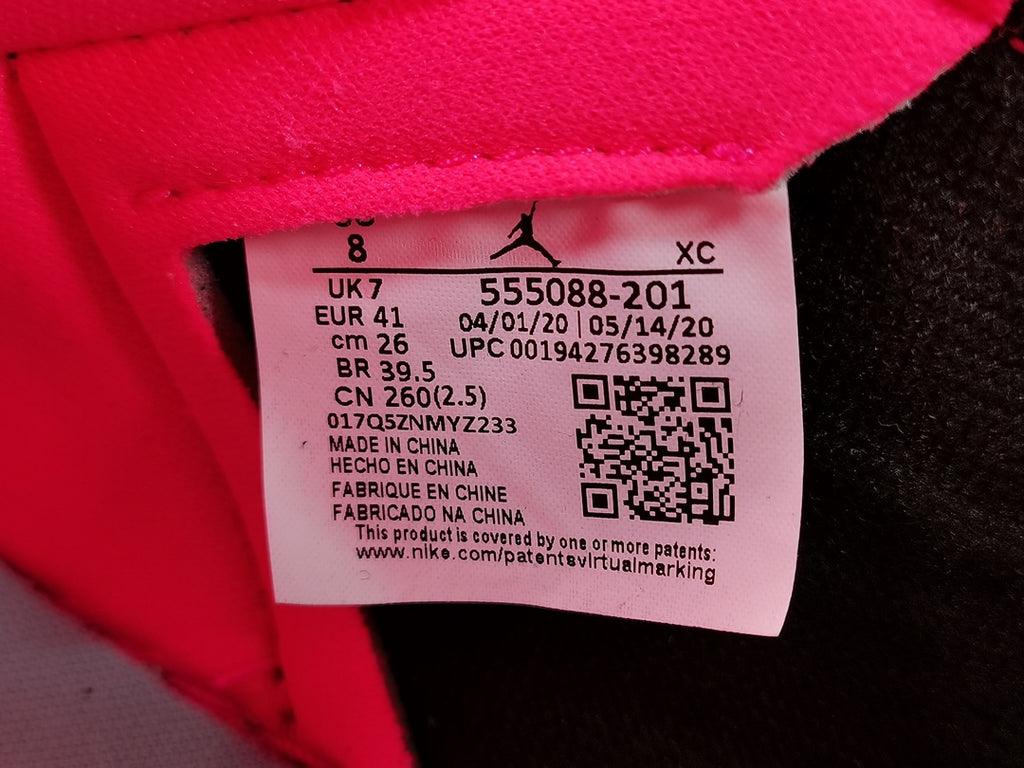 8
XC
UK 7
555088-201
EUR 41
04/01/20 | 05/14/20
cm 26
UPC 00194276398289
BR 39.5
CN 260(2.5)
017Q5ZNMYZ233
MADE IN CHINA
HECHO EN CHINA
FABRIQUE EN CHINE
FABRICADO NA CHINA
This product is covered by one or more patents:
www.nike.com/patentsvirtualmarking